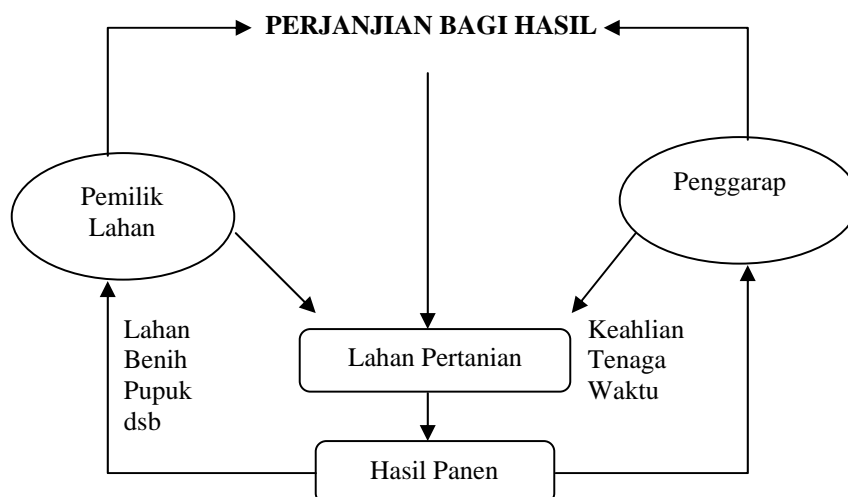 PERJANJIAN BAGI HASIL
Pemilik
Lahan
Penggarap
Lahan
Benih
Pupuk
dsb
Lahan Pertanian
Keahlian
Tenaga
Waktu
Hasil Panen